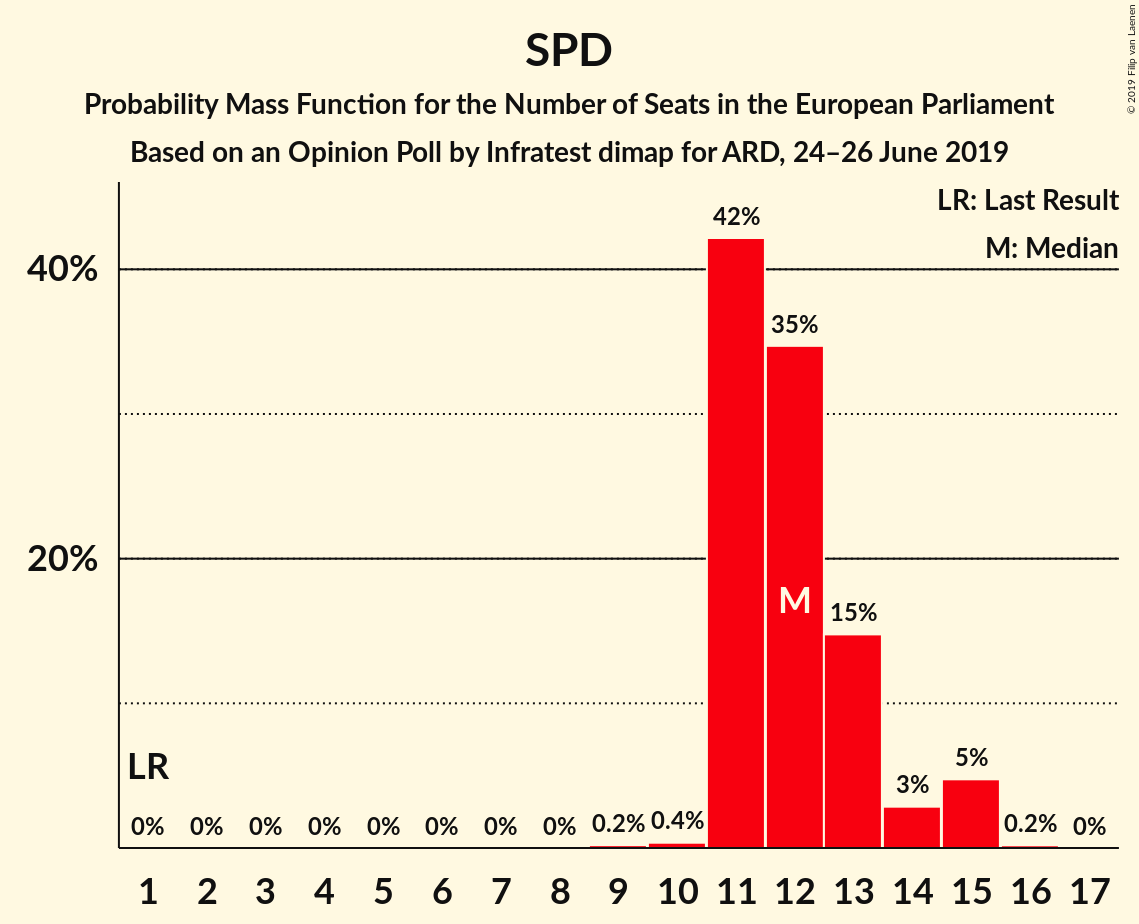 SPD
Probability Mass Function for the Number of Seats in the European Parliament
Based on an Opinion Poll by Infratest dimap for ARD, 24–26 June 2019
© 2019 Filip van Laenen
LR: Last Result
M: Median
40%
20%
42%
35%
M
15%
LR
0% 0% 0% 0% 0% 0% 0% 0% 0.2% 0.4% 3% 5% 0.2% 0%
1 2 3 4 5 6 7 8 9 10 11 12 13 14 15 16 17